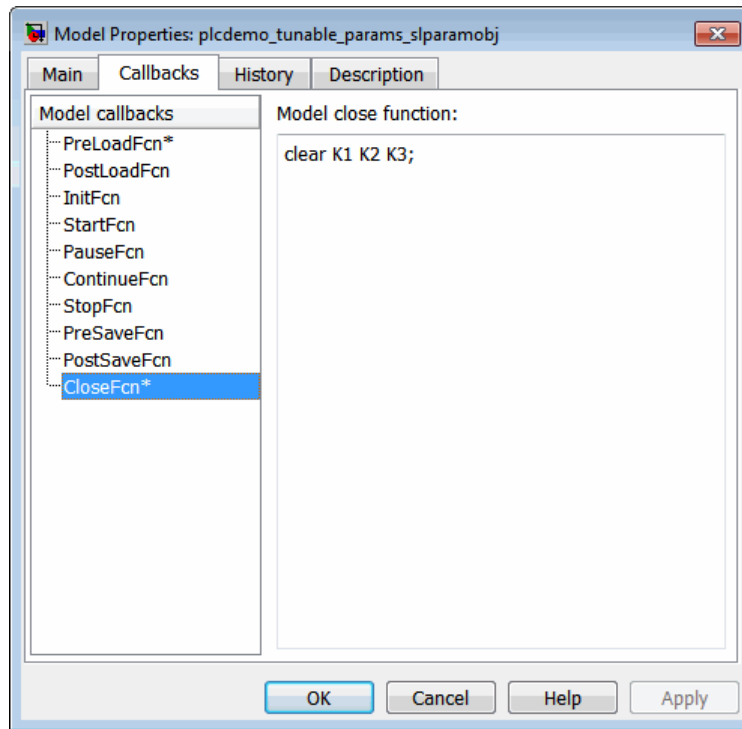 Model Properties: plcdemo_tunable_params_slparamobj
Main Callbacks History Description
Model callbacks
PreLoadFcn*
PostLoadFcn
InitFcn
StartFcn
PauseFcn
ContinueFcn
StopFcn
PreSaveFcn
PostSaveFcn
CloseFcn*
Model close function:
clear K1 K2 K3;
OK Cancel Help Apply